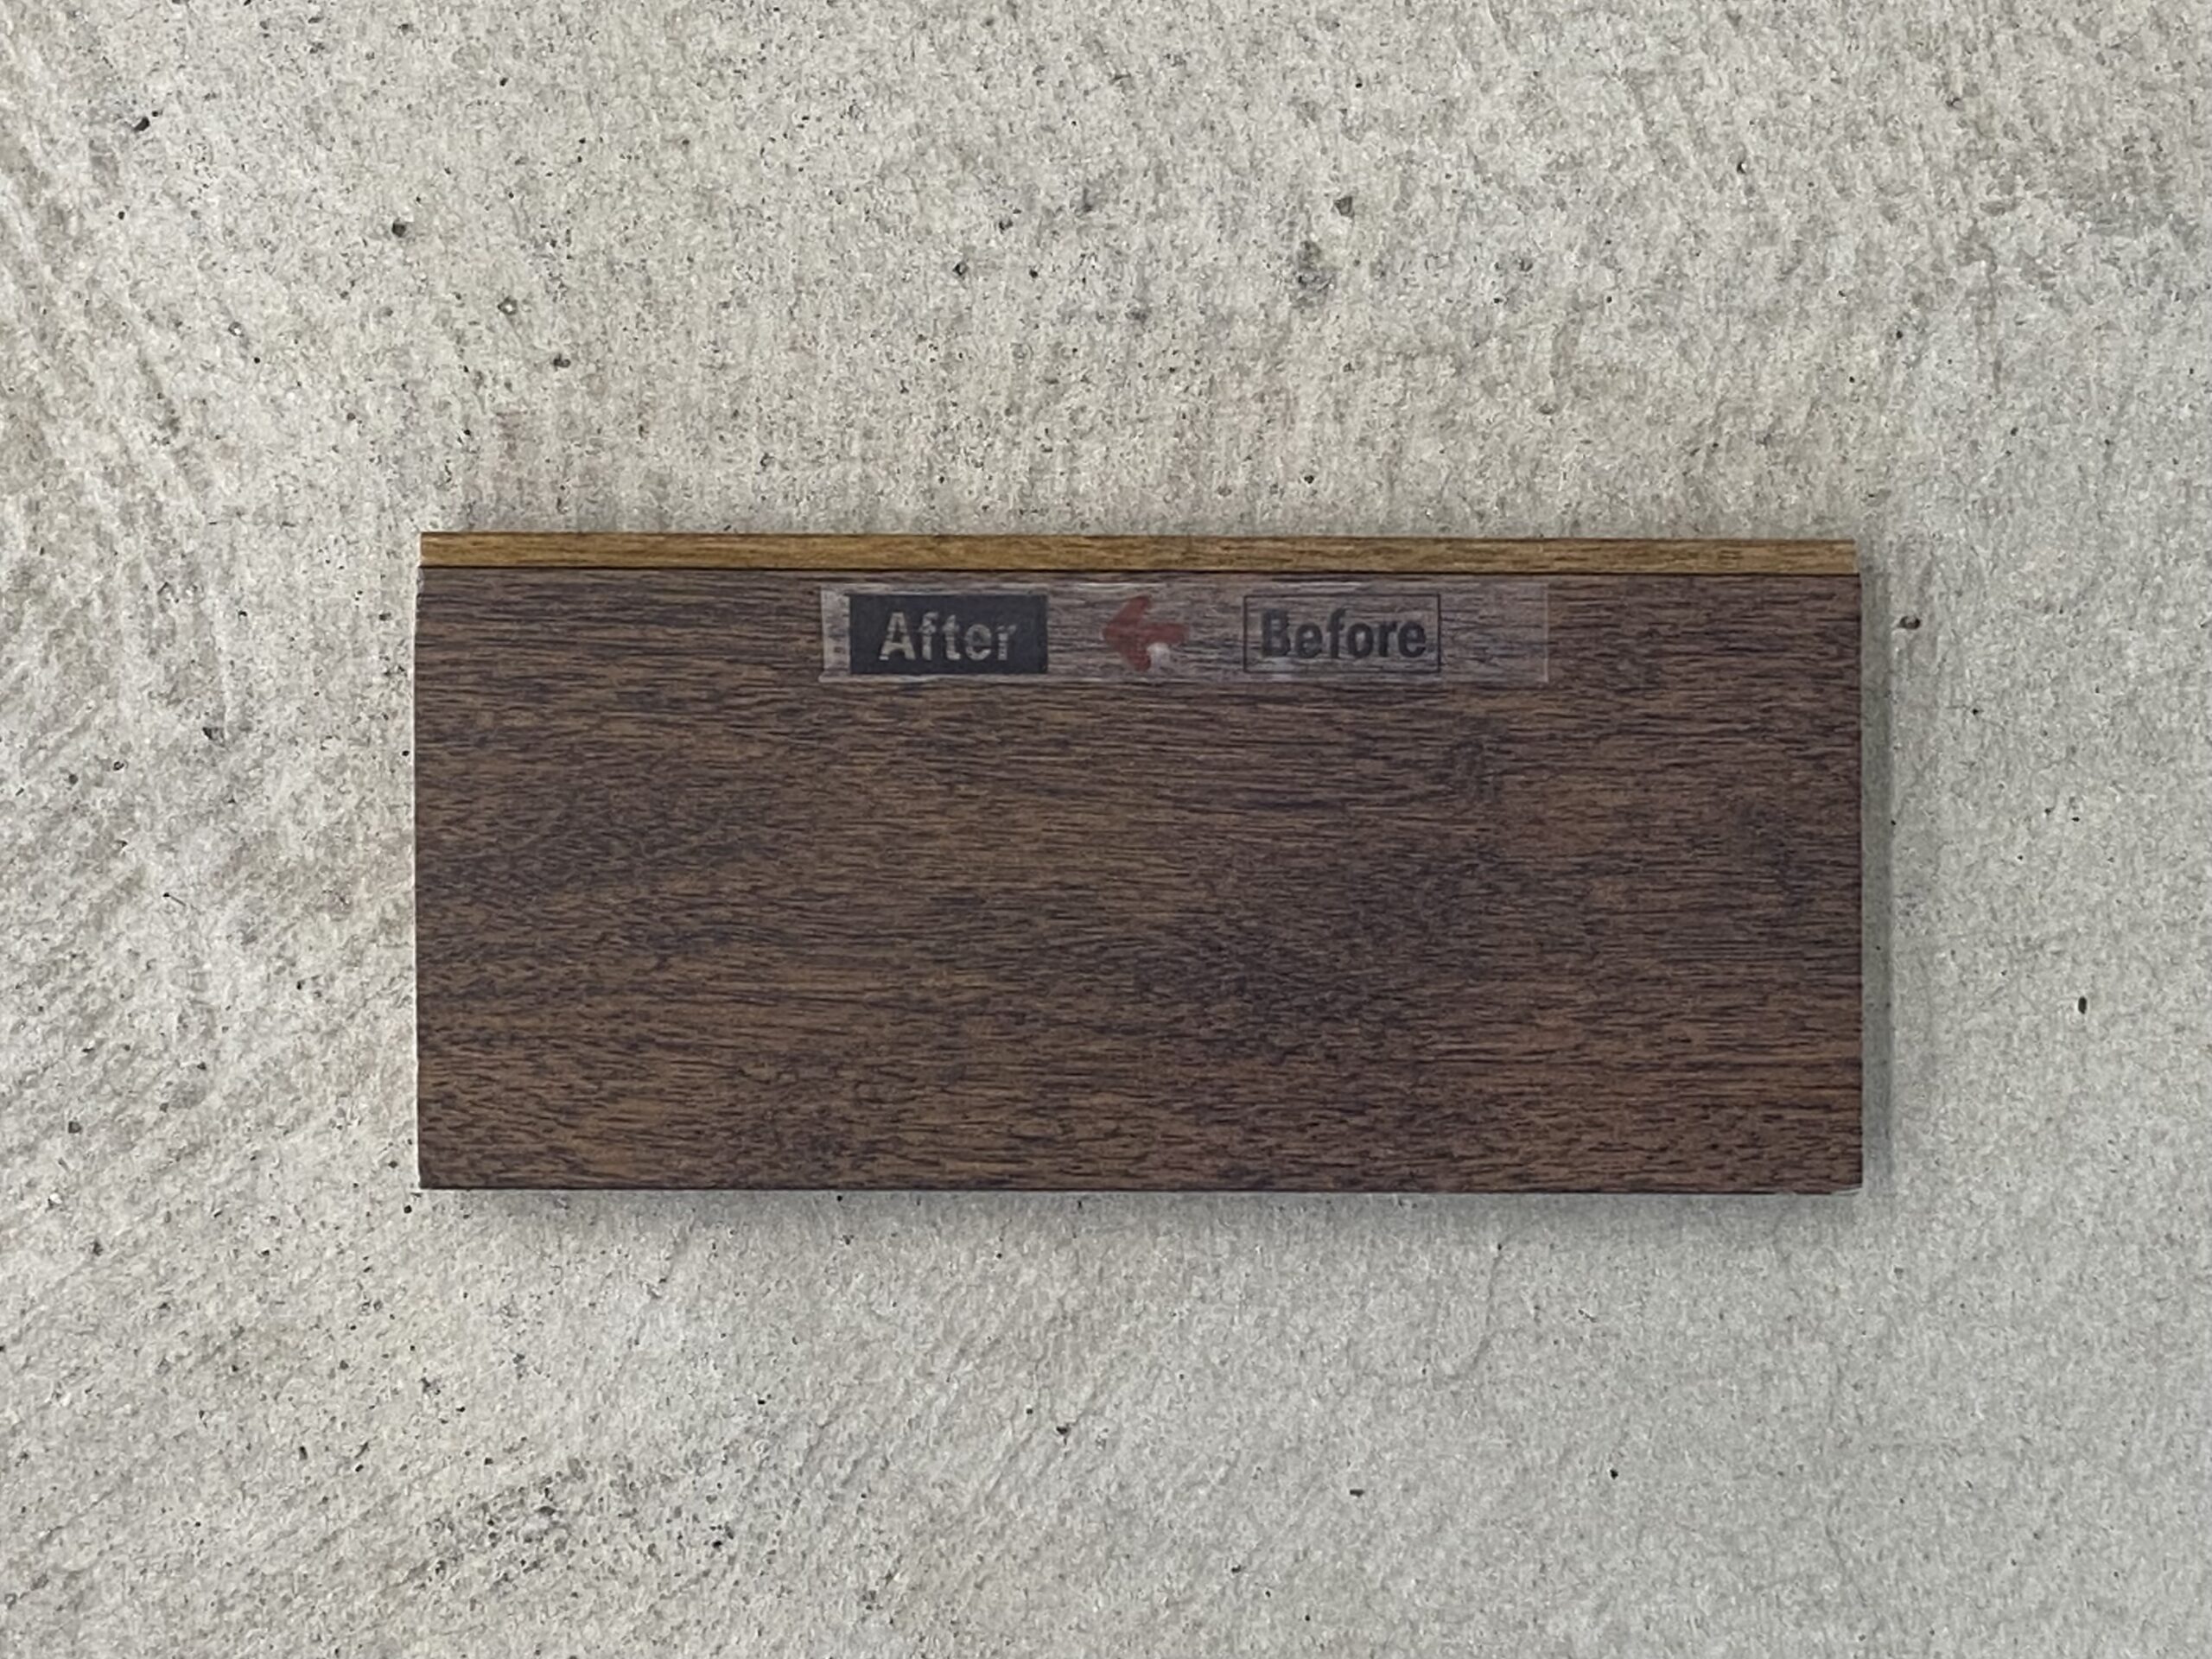 After ← Before